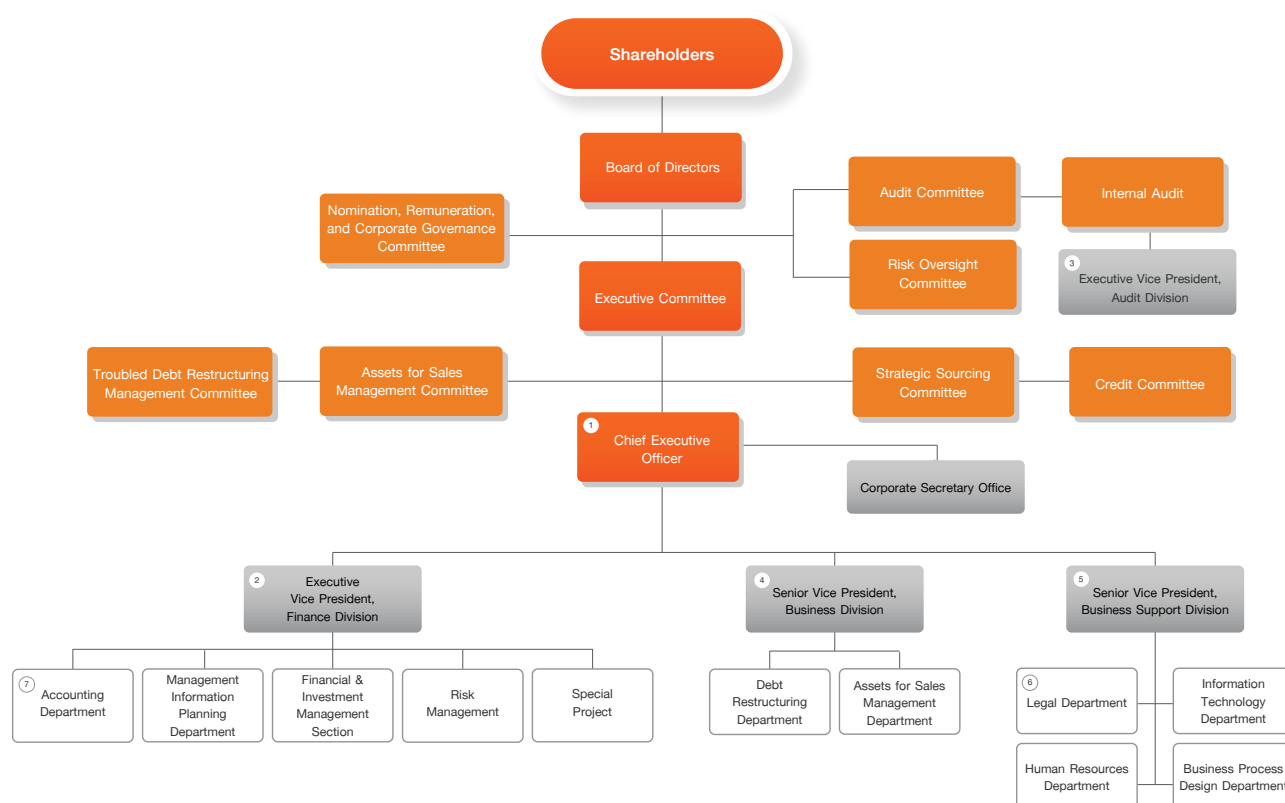 Shareholders
Board of Directors
Audit Committee
Internal Audit
Nomination, Remuneration,
and Corporate Governance
Committee
Risk Oversight
Committee
3
Executive Vice President,
Audit Division
Executive Committee
Troubled Debt Restructuring
Management Committee
Assets for Sales
Management Committee
Strategic Sourcing
Committee
Credit Committee
1
Chief Executive
Officer
Corporate Secretary Office
2
Executive
Vice President,
Finance Division
4
Senior Vice President,
Business Division
5
Senior Vice President,
Business Support Division
7
Accounting
Department
Management
Information
Planning
Department
Financial &
Investment
Management
Section
Risk
Management
Special
Project
Debt
Restructuring
Department
Assets for Sales
Management
Department
6
Legal Department
Information
Technology
Department
Human Resources
Department
Business Process
Design Department